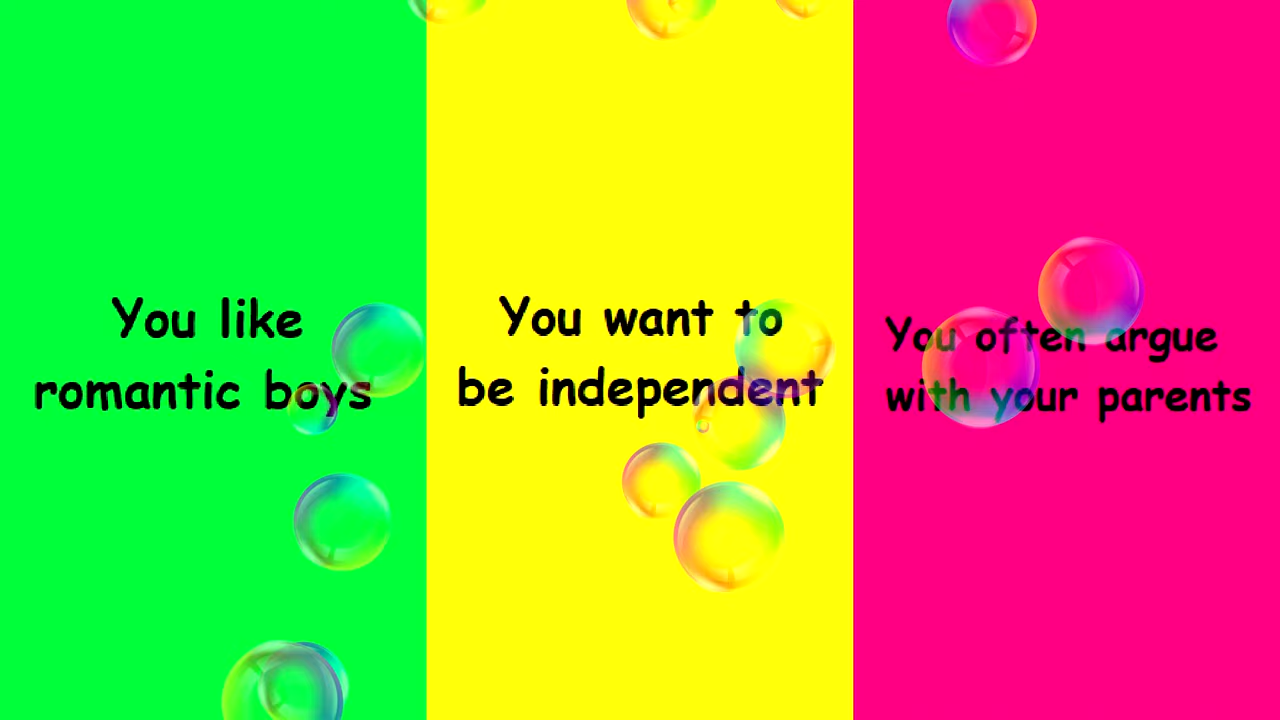 You like
romantic boys
You want to
be independent
You often argue
with your parents